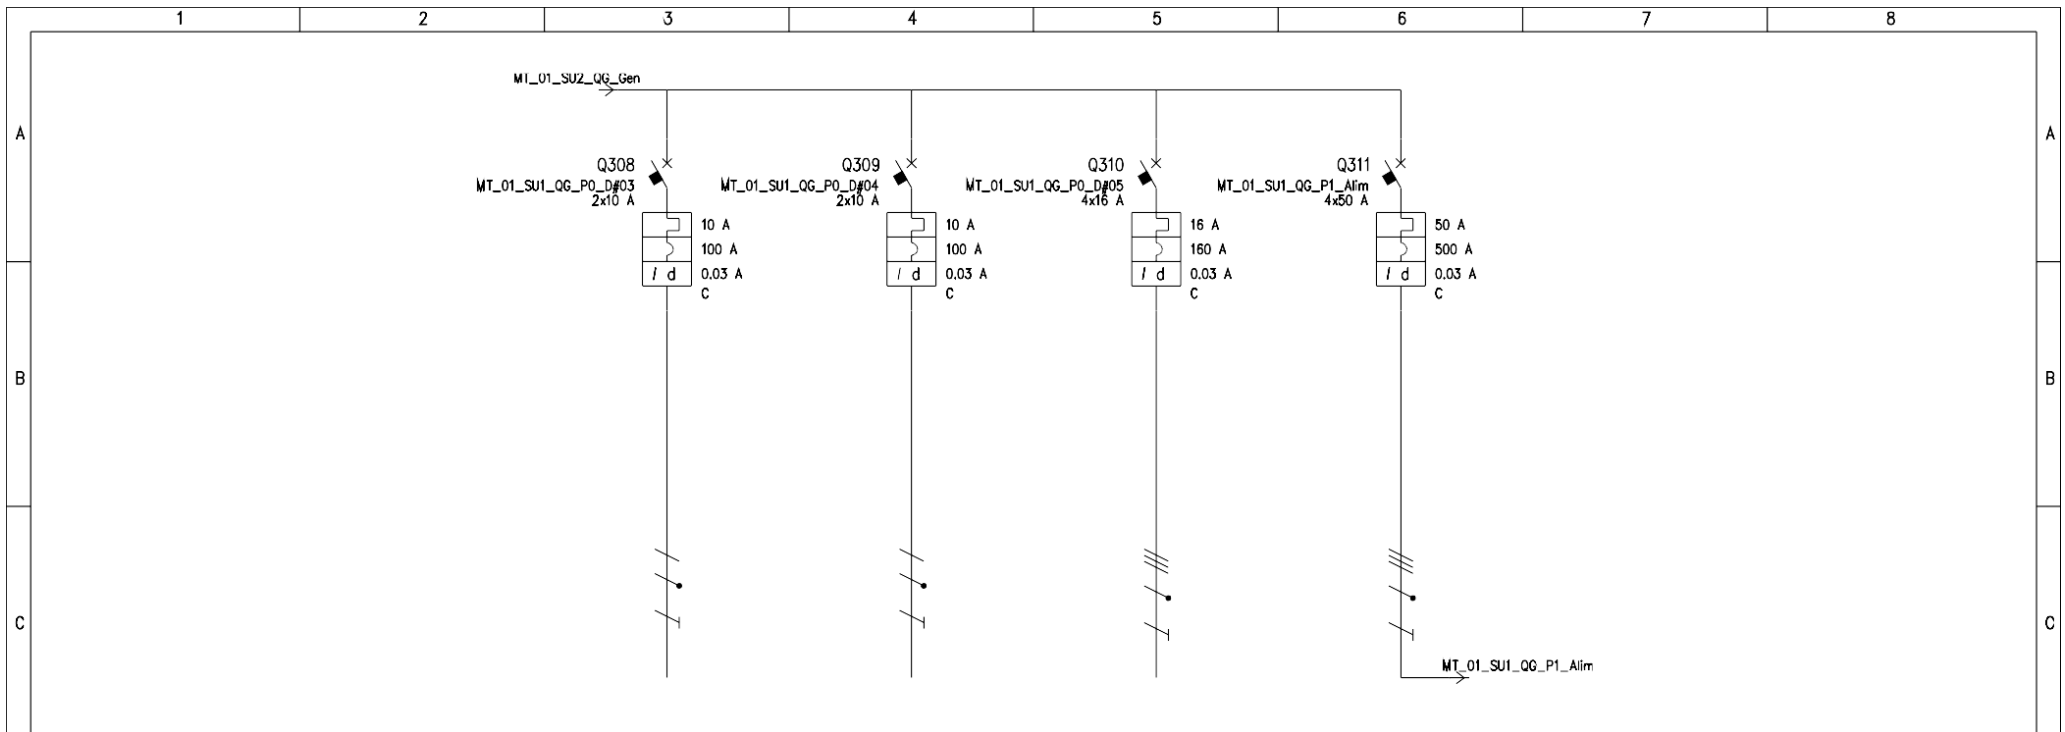 1 2 3 4 5 6 7 8
MT_01_SU2_QG_Gen
A A
Q308 Q309 Q310 Q311
MT_01_SU1_QG_P0_D#03 MT_01_SU1_QG_P0_D#04 MT_01_SU1_QG_P0_D#05 MT_01_SU1_QG_P1_Alim
2x10 A 2x10 A 4x16 A 4x50 A
10 A 10 A 16 A 50 A
100 A 100 A 160 A 500 A
I d 0.03 A I d 0.03 A I d 0.03 A I d 0.03 A
C C C C
B B
C C
MT_01_SU1_QG_P1_Alim